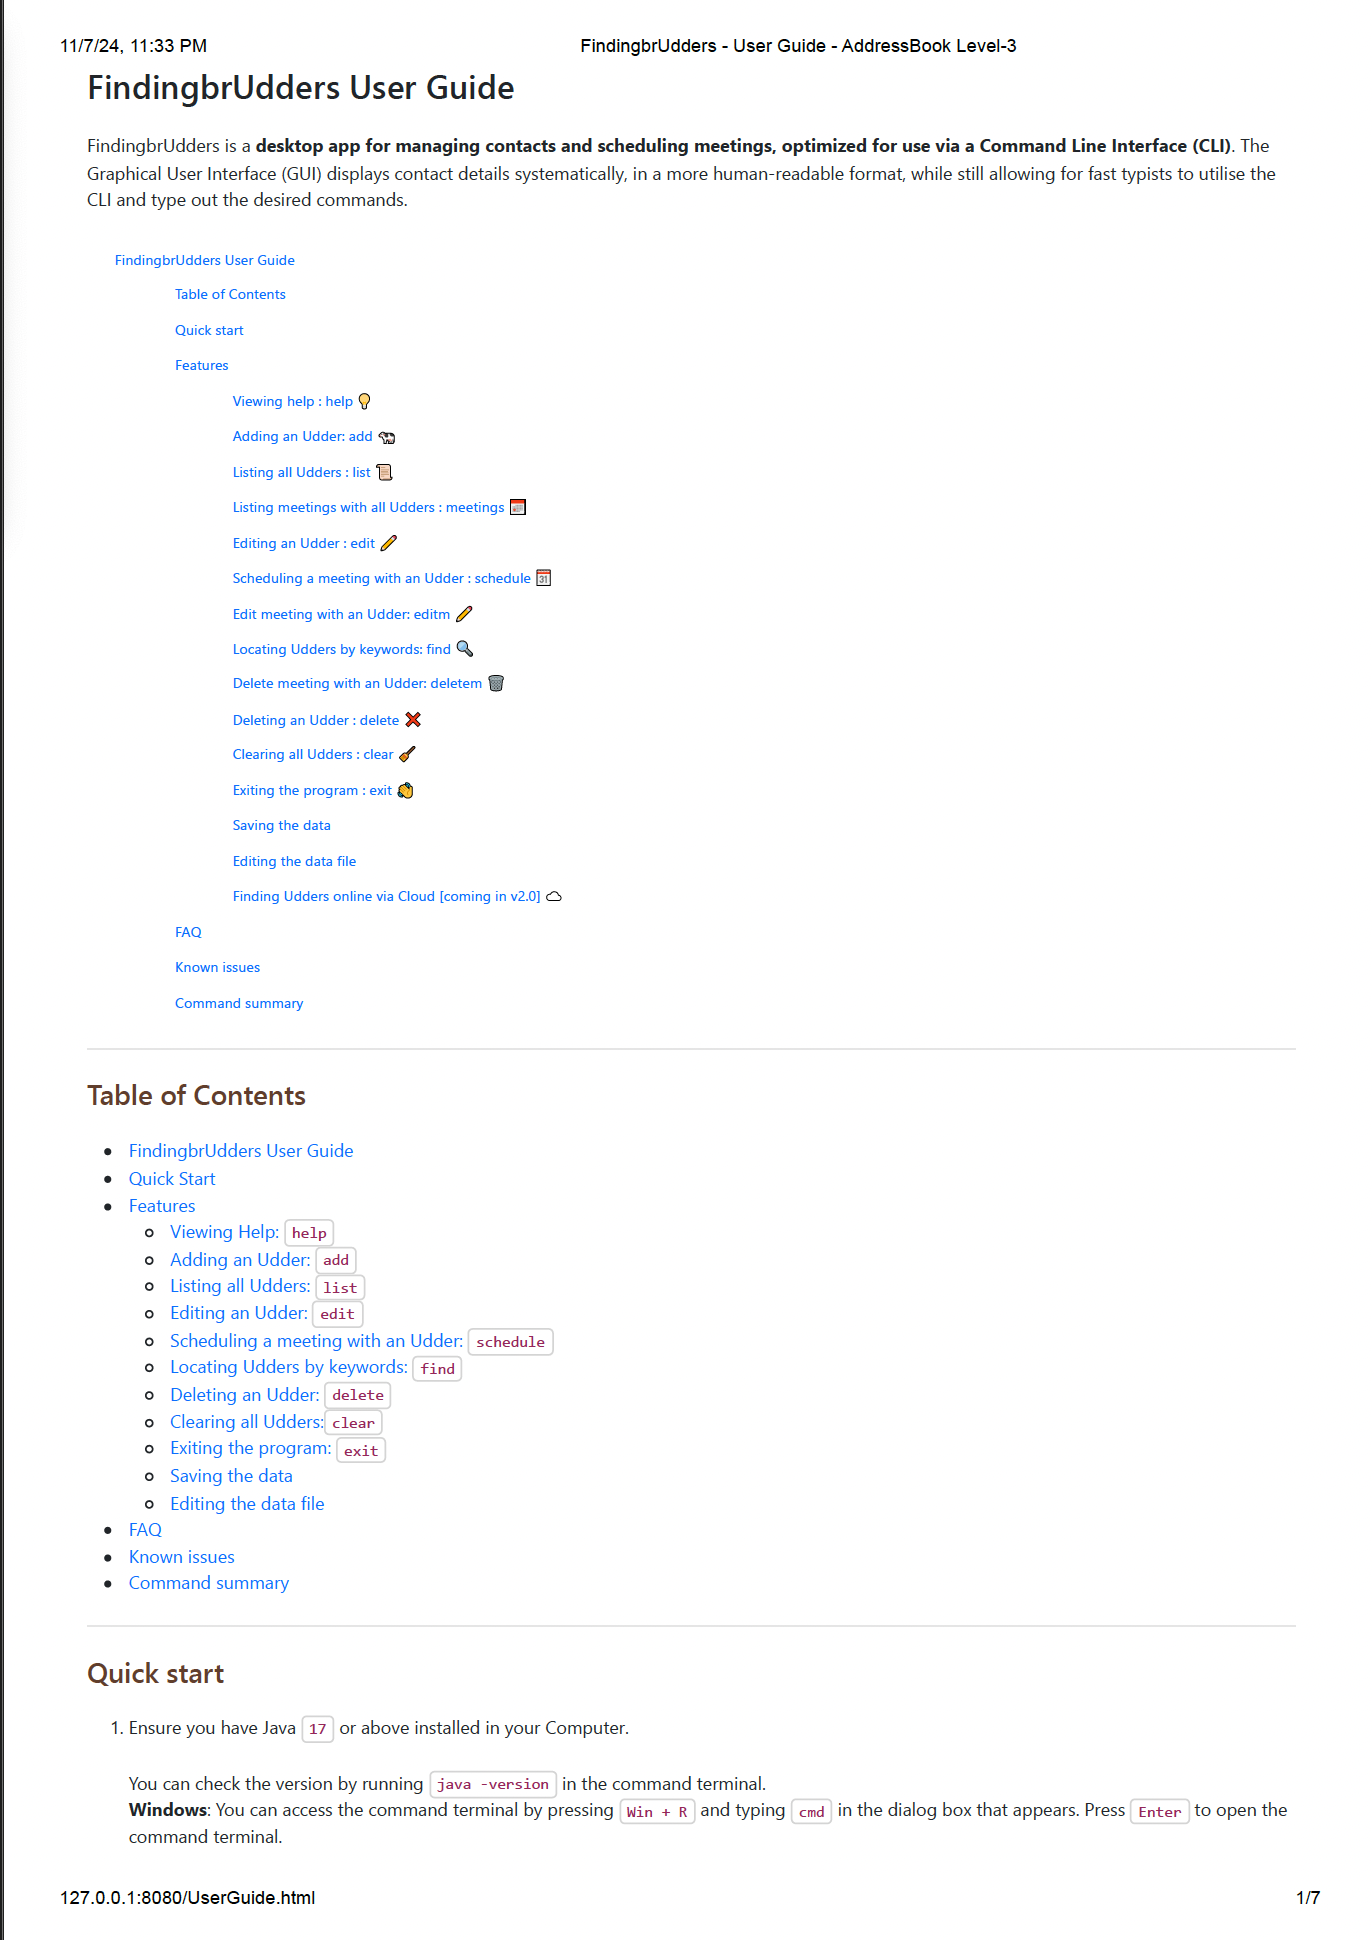 11/7/24, 11:33 PM
FindingbrUdders - User Guide - AddressBook Level-3
FindingbrUdders User Guide
FindingbrUdders is a desktop app for managing contacts and scheduling meetings, optimized for use via a Command Line Interface (CLI). The
Graphical User Interface (GUI) displays contact details systematically, in a more human-readable format, while still allowing for fast typists to utilise the
CLI and type out the desired commands.
FindingbrUdders User Guide
Table of Contents
Quick start
Features
Viewing help : help
Adding an Udder: add
Listing all Udders : list
Listing meetings with all Udders : meetings
Editing an Udder : edit
Scheduling a meeting with an Udder : schedule
Edit meeting with an Udder: editm
Locating Udders by keywords: find
Delete meeting with an Udder: deletem
Deleting an Udder : delete
Clearing all Udders : clear
Exiting the program : exit
Saving the data
Editing the data file
Finding Udders online via Cloud [coming in v2.0]
FAQ
Known issues
Command summary
Table of Contents
FindingbrUdders User Guide
Quick Start
Features
Viewing Help: help
Adding an Udder: add
Listing all Udders: list
Editing an Udder: edit
Scheduling a meeting with an Udder: schedule
Locating Udders by keywords: find
Deleting an Udder: delete
Clearing all Udders: clear
Exiting the program: exit
Saving the data
Editing the data file
FAQ
Known issues
Command summary
Quick start
1. Ensure you have Java 17 or above installed in your Computer.
You can check the version by running java -version in the command terminal.
Windows: You can access the command terminal by pressing Win + R and typing cmd in the dialog box that appears. Press Enter to open the
command terminal.
127.0.0.1:8080/UserGuide.html
1/7